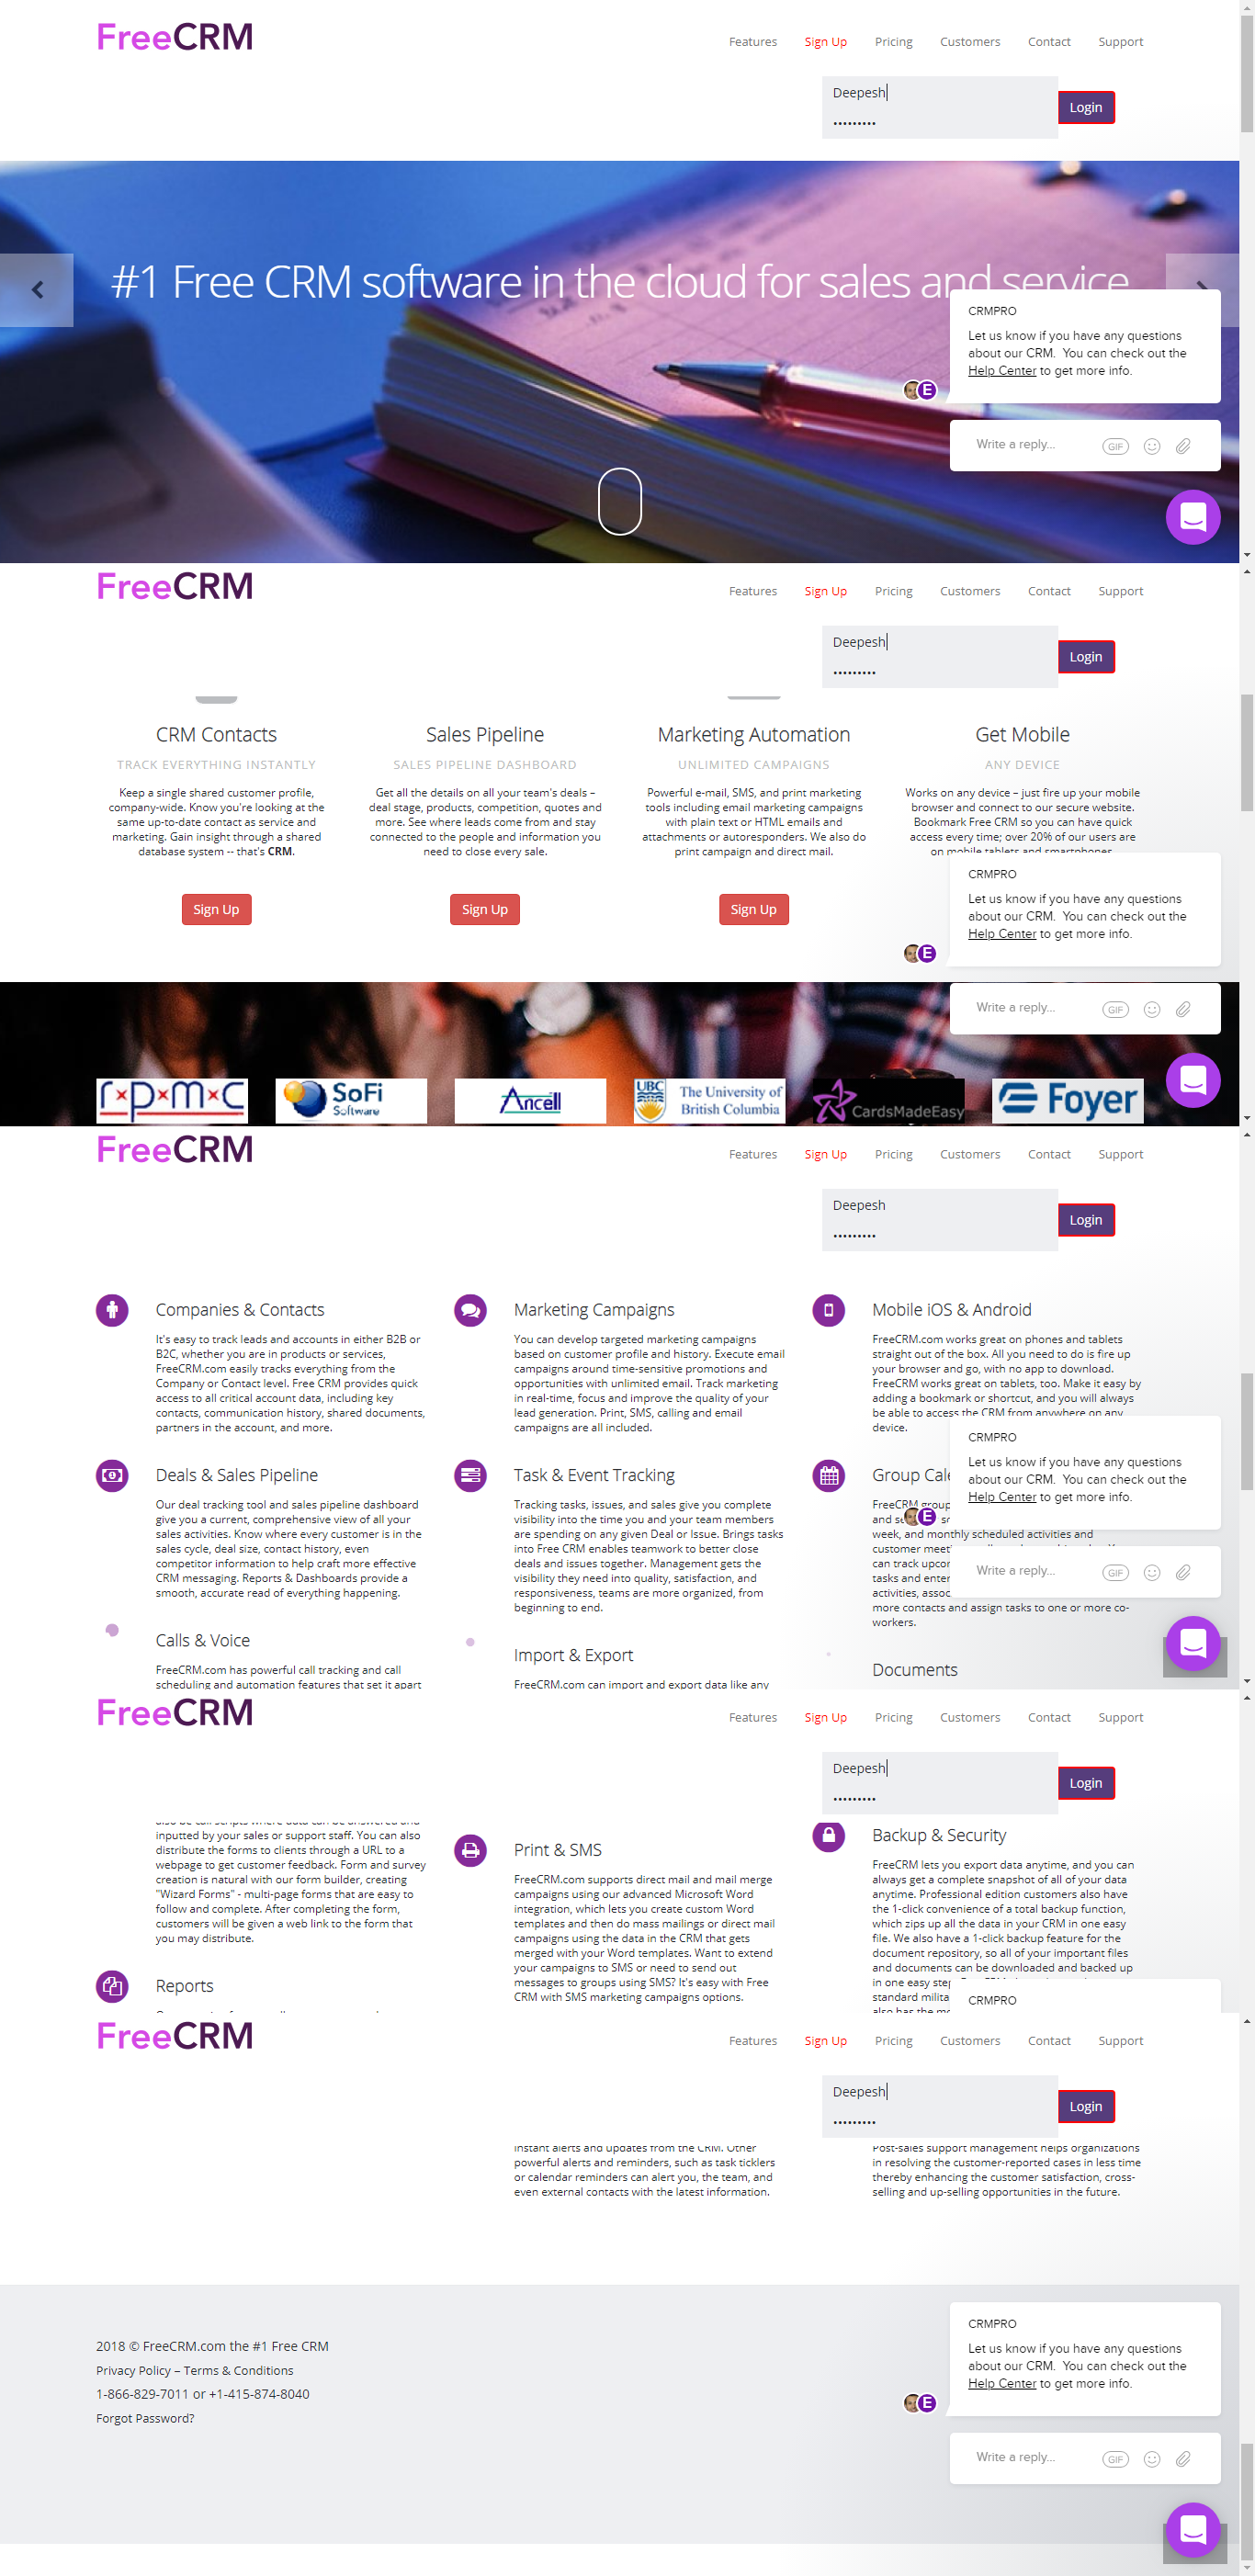 FreeCRM
Features Sign Up Pricing Customers Contact Support
Deepesh
•••••••••
Login
#1 Free CRM software in the cloud for sales and service
CRMPRO
Let us know if you have any questions
about our CRM. You can check out the
Help Center to get more info.
E
Write a reply...
GIF
FreeCRM
Features Sign Up Pricing Customers Contact Support
Deepesh
•••••••••
Login
CRM Contacts
TRACK EVERYTHING INSTANTLY
Keep a single shared customer profile,
company-wide. Know you're looking at the
same up-to-date contact as service and
marketing. Gain insight through a shared
database system -- that's CRM.
Sign Up
Sales Pipeline
SALES PIPELINE DASHBOARD
Get all the details on all your team's deals –
deal stage, products, competition, quotes and
more. See where leads come from and stay
connected to the people and information you
need to close every sale.
Sign Up
Marketing Automation
UNLIMITED CAMPAIGNS
Powerful e-mail, SMS, and print marketing
tools including email marketing campaigns
with plain text or HTML emails and
attachments or autoresponders. We also do
print campaign and direct mail.
Sign Up
Get Mobile
ANY DEVICE
Works on any device – just fire up your mobile
browser and connect to our secure website.
Bookmark Free CRM so you can have quick
access every time; over 20% of our users are
on mobile tablets and smartphones.
CRMPRO
Let us know if you have any questions
about our CRM. You can check out the
Help Center to get more info.
E
Write a reply...
GIF
r·p·m·c
SoFi
Software
Ancell
UBC
The University of
British Columbia
CardsMadeEasy
Foyer
FreeCRM
Features Sign Up Pricing Customers Contact Support
Deepesh
•••••••••
Login
Companies & Contacts
It's easy to track leads and accounts in either B2B or
B2C, whether you are in products or services,
FreeCRM.com easily tracks everything from the
Company or Contact level. Free CRM provides quick
access to all critical account data, including key
contacts, communication history, shared documents,
partners in the account, and more.
Marketing Campaigns
You can develop targeted marketing campaigns
based on customer profile and history. Execute email
campaigns around time-sensitive promotions and
opportunities with unlimited email. Track marketing
in real-time, focus and improve the quality of your
lead generation. Print, SMS, calling and email
campaigns are all included.
Mobile iOS & Android
FreeCRM.com works great on phones and tablets
straight out of the box. All you need to do is fire up
your browser and go, with no app to download.
FreeCRM works great on tablets, too. Make it easy by
adding a bookmark or shortcut, and you will always
be able to access the CRM from anywhere on any
device.
Deals & Sales Pipeline
Our deal tracking tool and sales pipeline dashboard
give you a current, comprehensive view of all your
sales activities. Know where every customer is in the
sales cycle, deal size, contact history, even
competitor information to help craft more effective
CRM messaging. Reports & Dashboards provide a
smooth, accurate read of everything happening.
Task & Event Tracking
Tracking tasks, issues, and sales give you complete
visibility into the time you and your team members
are spending on any given Deal or Issue. Brings tasks
into Free CRM enables teamwork to better close
deals and issues together. Management gets the
visibility they need into quality, satisfaction, and
responsiveness, teams are more organized, from
beginning to end.
Group
FreeCRM group
and
week, and monthly scheduled activities and
customer
can track
tasks and enter
activities,
more contacts and assign tasks to one or more co-
workers.
CRMPRO
Let us know if you have any questions
about our CRM. You can check out the
Help Center to get more info.
E
Write a reply...
GIF
Calls & Voice
FreeCRM.com has powerful call tracking and call
scheduling and automation features that set it apart
Import & Export
FreeCRM.com can import and export data like any
Documents
FreeCRM
Features Sign Up Pricing Customers Contact Support
Deepesh
•••••••••
Login
also be call scripts where data can be answered and
inputted by your sales or support staff. You can also
distribute the forms to clients through a URL to a
webpage to get customer feedback. Form and survey
creation is natural with our form builder, creating
"Wizard Forms" - multi-page forms that are easy to
follow and complete. After completing the form,
customers will be given a web link to the form that
you may distribute.
Reports
Print & SMS
FreeCRM.com supports direct mail and mail merge
campaigns using our advanced Microsoft Word
integration, which lets you create custom Word
templates and then do mass mailings or direct mail
campaigns using the data in the CRM that gets
merged with your Word templates. Want to extend
your campaigns to SMS or need to send out
messages to groups using SMS? It's easy with Free
CRM with SMS marketing campaigns options.
Backup & Security
FreeCRM lets you export data anytime, and you can
always get a complete snapshot of all of your data
anytime. Professional edition customers also have
the 1-click convenience of a total backup function,
which zips up all the data in your CRM in one easy
file. We also have a 1-click backup feature for the
document repository, so all of your important files
and documents can be downloaded and backed up
in one easy step.
standard
also has the
CRMPRO
FreeCRM
Features Sign Up Pricing Customers Contact Support
Deepesh
•••••••••
Login
instant alerts and updates from the CRM. Other
powerful alerts and reminders, such as task ticklers
or calendar reminders can alert you, the team, and
even external contacts with the latest information.
Post-sales support management helps organizations
in resolving the customer-reported cases in less time
thereby enhancing the customer satisfaction, cross-
selling and up-selling opportunities in the future.
2018 © FreeCRM.com the #1 Free CRM
Privacy Policy – Terms & Conditions
1-866-829-7011 or +1-415-874-8040
Forgot Password?
CRMPRO
Let us know if you have any questions
about our CRM. You can check out the
Help Center to get more info.
E
Write a reply...
GIF